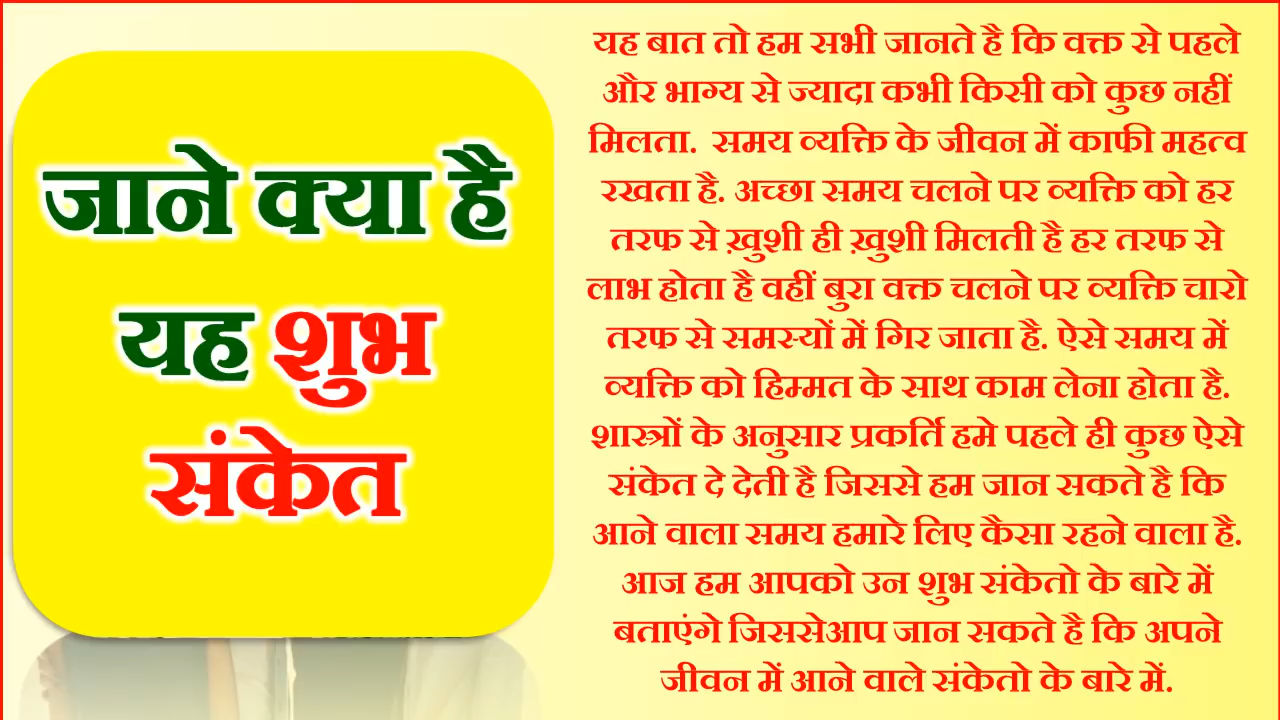 जाने क्या है
यह शुभ
संकेत
यह बात तो हम सभी जानते है कि वक्त से पहले
और भाग्य से ज्यादा कभी किसी को कुछ नहीं
मिलता. समय व्यक्ति के जीवन में काफी महत्व
रखता है. अच्छा समय चलने पर व्यक्ति को हर
तरफ से ख़ुशी ही ख़ुशी मिलती है हर तरफ से
लाभ होता है वहीं बुरा वक्त चलने पर व्यक्ति चारो
तरफ से समस्यों में गिर जाता है. ऐसे समय में
व्यक्ति को हिम्मत के साथ काम लेना होता है.
शास्त्रों के अनुसार प्रकर्ति हमे पहले ही कुछ ऐसे
संकेत दे देती है जिससे हम जान सकते है कि
आने वाला समय हमारे लिए कैसा रहने वाला है.
आज हम आपको उन शुभ संकेतो के बारे में
बताएंगे जिससेआप जान सकते है कि अपने
जीवन में आने वाले संकेतो के बारे में.